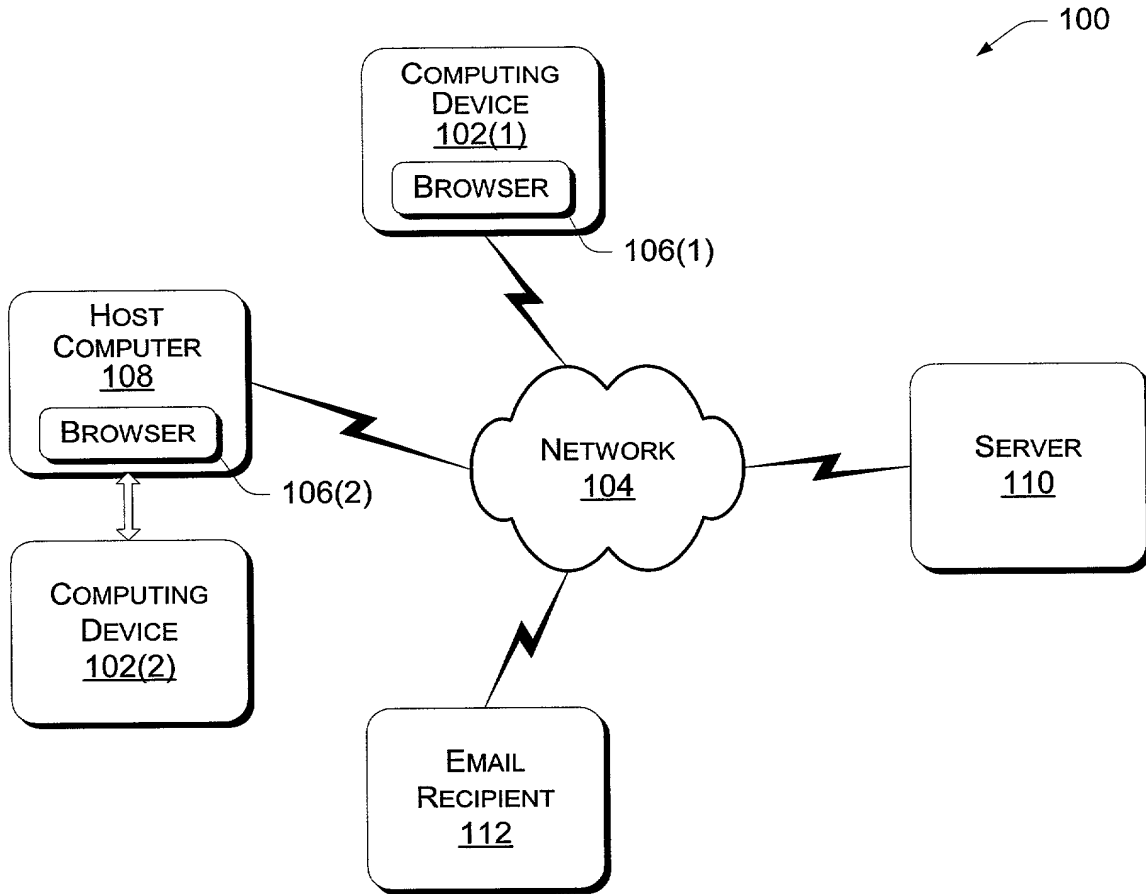 100
COMPUTING
DEVICE
102(1)
BROWSER
106(1)
HOST
COMPUTER
108
BROWSER
106(2)
NETWORK
104
SERVER
110
COMPUTING
DEVICE
102(2)
EMAIL
RECIPIENT
112